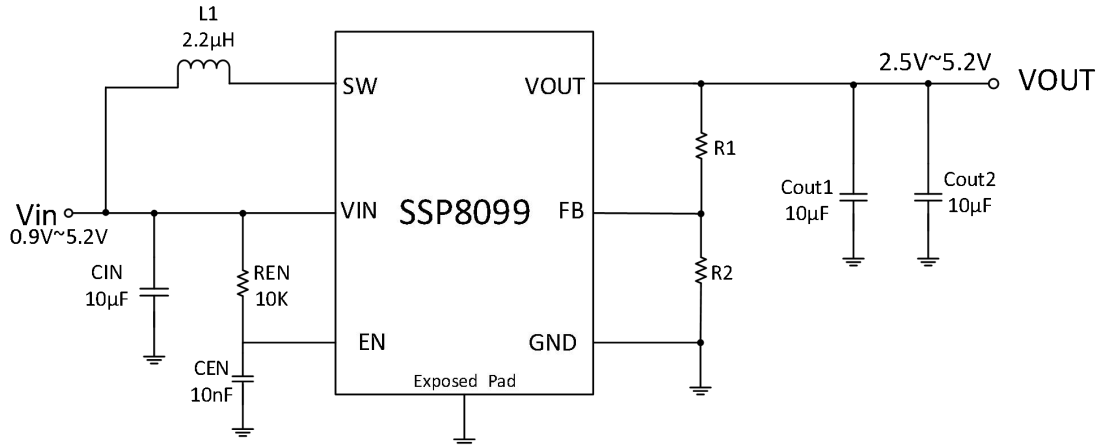 L1
2.2μH
SW
VOUT
2.5V~5.2V
VOUT
R1
Cout1
10μF
Cout2
10μF
Vin
0.9V~5.2V
VIN
SSP8099
FB
CIN
10μF
REN
10K
R2
EN
GND
CEN
10nF
Exposed Pad